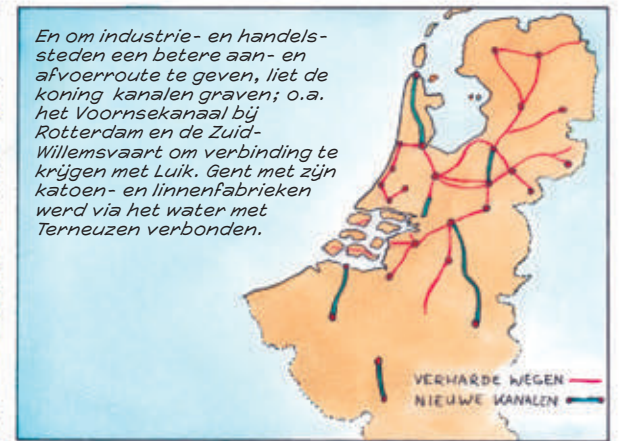 En om industrie- en handels-
steden een betere aan- en
afvoerroute te geven, liet de
koning kanalen graven; o.a.
het Voornsekanaal bij
Rotterdam en de Zuid-
Willemsvaart om verbinding te
krijgen met Luik. Gent met zijn
katoen- en linnenfabrieken
werd via het water met
Terneuzen verbonden.
VERHARDE WEGEN
NIEUWE KANALEN